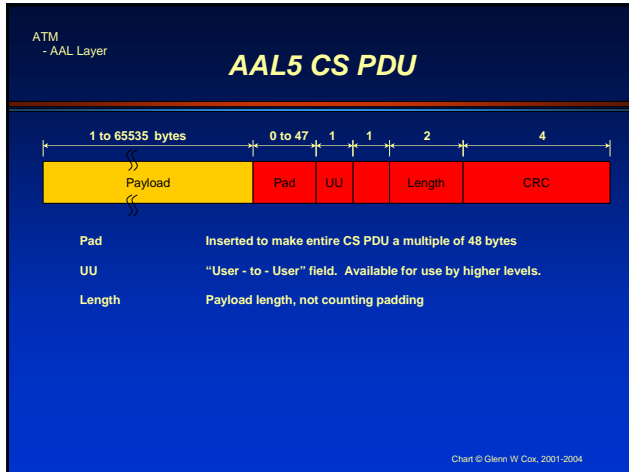 ATM
- AAL Layer
AAL5 CS PDU
1 to 65535 bytes 0 to 47 1 1 2 4
Payload Pad UU Length CRC
Pad Inserted to make entire CS PDU a multiple of 48 bytes
UU “User - to - User” field. Available for use by higher levels.
Length Payload length, not counting padding
Chart © Glenn W Cox, 2001-2004